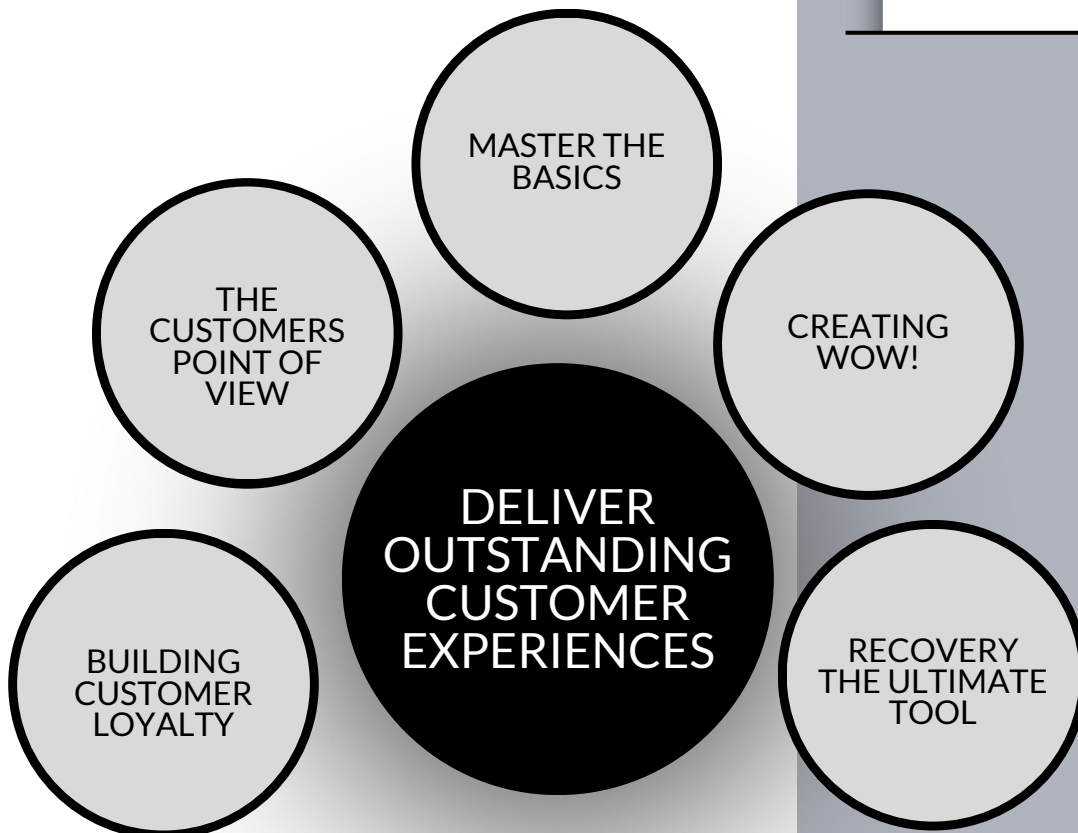 MASTER THE
BASICS
THE
CUSTOMERS
POINT OF
VIEW
CREATING
WOW!
DELIVER
OUTSTANDING
CUSTOMER
EXPERIENCES
BUILDING
CUSTOMER
LOYALTY
RECOVERY
THE ULTIMATE
TOOL